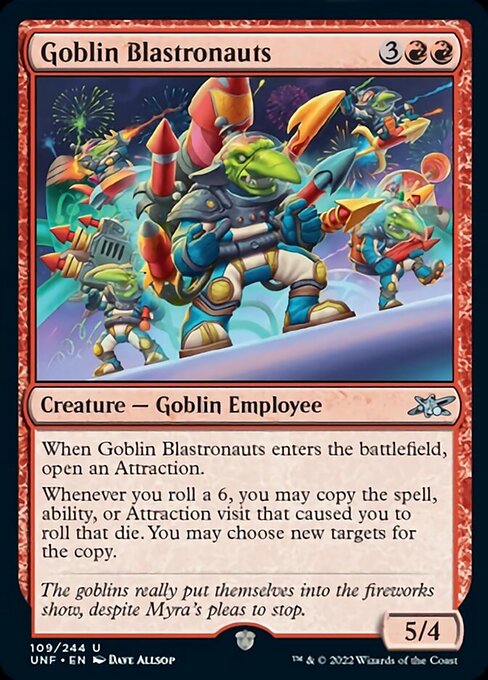 Goblin Blastronauts 3
Creature — Goblin Employee
When Goblin Blastronauts enters the battlefield,
open an Attraction.
Whenever you roll a 6, you may copy the spell,
ability, or Attraction visit that caused you to
roll that die. You may choose new targets for
the copy.
The goblins really put themselves into the fireworks
show, despite Myra's pleas to stop.
5/4
109/244 U
UNF • EN Dave Allsop
™ & © 2022 Wizards of the Coast